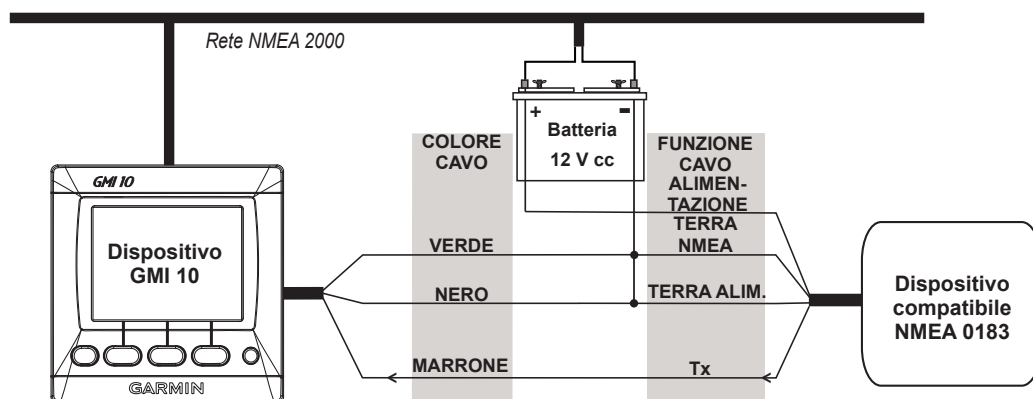 Rete NMEA 2000
+
-
Batteria
12 V cc
COLORE
CAVO
FUNZIONE
CAVO
ALIMEN-
TAZIONE
TERRA
NMEA
VERDE
NERO
TERRA ALIM.
MARRONE
Tx
GMI 10
Dispositivo
GMI 10
GARMIN
Dispositivo
compatibile
NMEA 0183